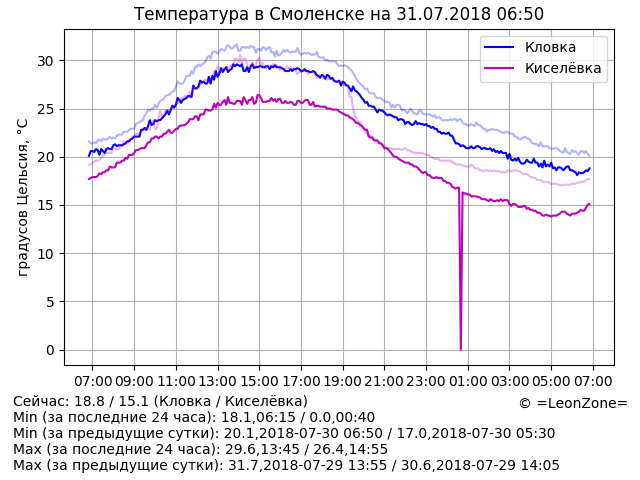 Температура в Смоленске на 31.07.2018 06:50
Кловка
Киселёвка
градусов Цельсия, °C
30
25
20
15
10
5
0
07:00 09:00 11:00 13:00 15:00 17:00 19:00 21:00 23:00 01:00 03:00 05:00 07:00
Сейчас: 18.8 / 15.1 (Кловка / Киселёвка)
© =LeonZone=
Min (за последние 24 часа): 18.1,06:15 / 0.0,00:40
Min (за предыдущие сутки): 20.1,2018-07-30 06:50 / 17.0,2018-07-30 05:30
Max (за последние 24 часа): 29.6,13:45 / 26.4,14:55
Max (за предыдущие сутки): 31.7,2018-07-29 13:55 / 30.6,2018-07-29 14:05